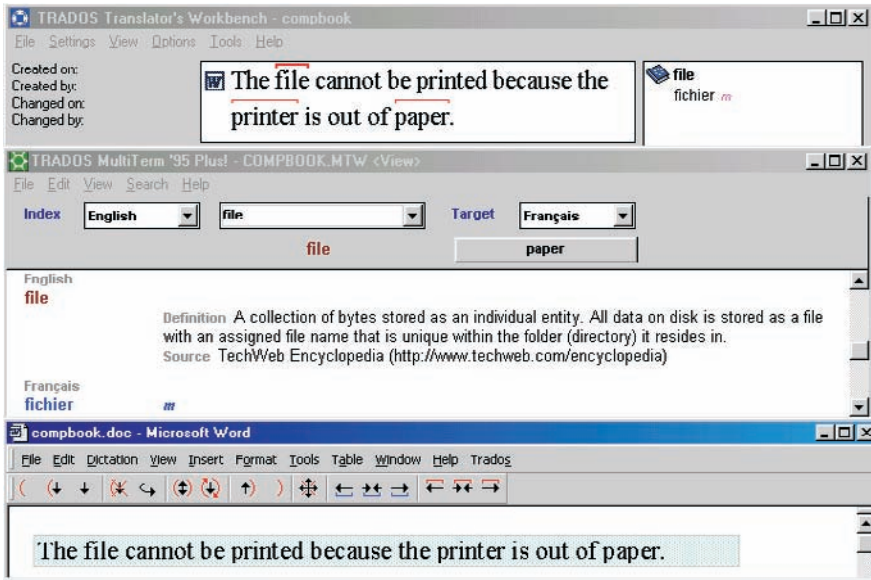 TRADOS Translator's Workbench - compbook
File Settings View Options Tools Help
Created on:
Created by:
Changed on:
Changed by:
The file cannot be printed because the
printer is out of paper.
file
fichier m
TRADOS MultiTerm '95 Plus! - COMPBOOK.MTW <View>
File Edit View Search Help
Index English file Target Français
file paper
English
file
Definition A collection of bytes stored as an individual entity. All data on disk is stored as a file
with an assigned file name that is unique within the folder (directory) it resides in.
Source TechWeb Encyclopedia (http://www.techweb.com/encyclopedia)
Français
fichier m
compbook.doc - Microsoft Word
File Edit Dictation View Insert Format Tools Table Window Help Trados
The file cannot be printed because the printer is out of paper.